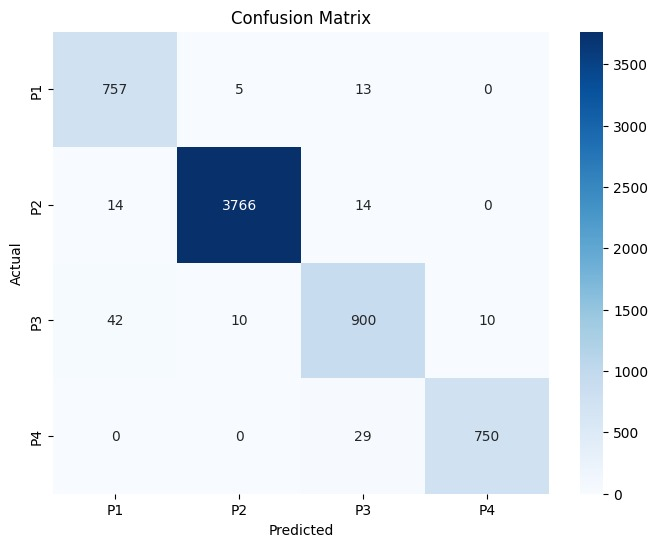 Confusion Matrix
P1 757 5 13 0
P2 14 3766 14 0
P3 42 10 900 10
P4 0 0 29 750
P1 P2 P3 P4
Predicted
Actual
3500
3000
2500
2000
1500
1000
500
0